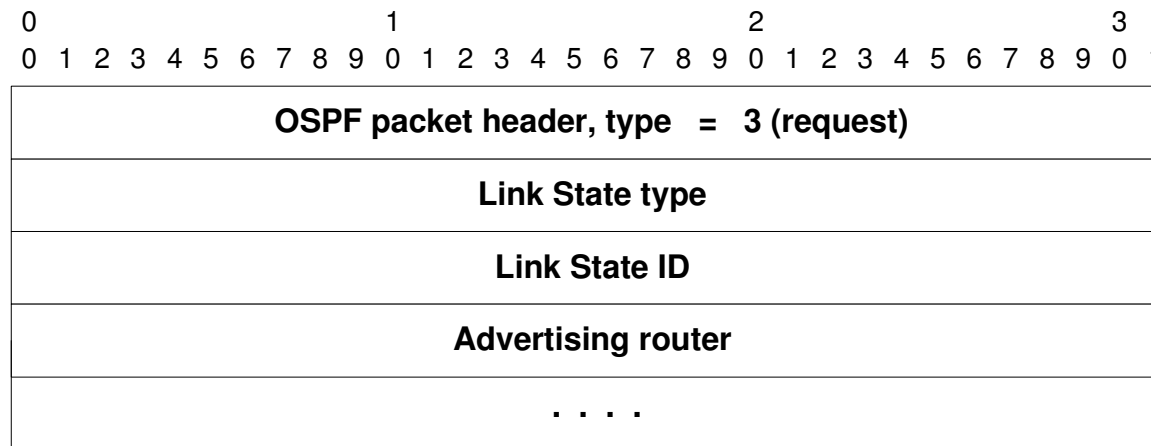 0 1 2 3
0 1 2 3 4 5 6 7 8 9 0 1 2 3 4 5 6 7 8 9 0 1 2 3 4 5 6 7 8 9 0
OSPF packet header, type = 3 (request)
Link State type
Link State ID
Advertising router
. . . .